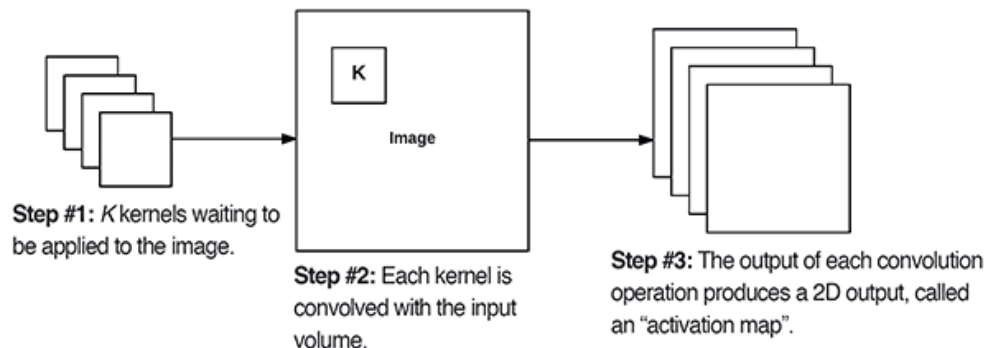 K
Image
Step #1: K kernels waiting to
be applied to the image.
Step #2: Each kernel is
convolved with the input
volume.
Step #3: The output of each convolution
operation produces a 2D output, called
an “activation map”.